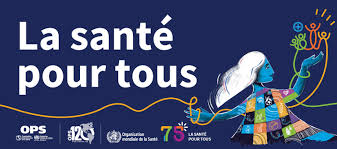 La santé
pour tous
OPS
120
Organisation
mondiale de la Santé
75
LA SANTÉ
POUR TOUS